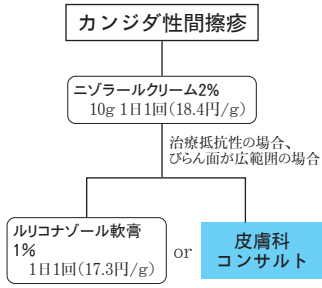 カンジダ性間擦疹
ニゾラールクリーム2%
10g 1日1回(18.4円/g)
治療抵抗性の場合、
びらん面が広範囲の場合
ルリコナゾール軟膏
1%
1日1回(17.3円/g)
or
皮膚科
コンサルト